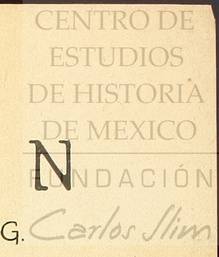 CENTRO DE
ESTUDIOS
DE HISTORIA
DE MEXICO
N
FUNDACIÓN
G. Carlos Slim